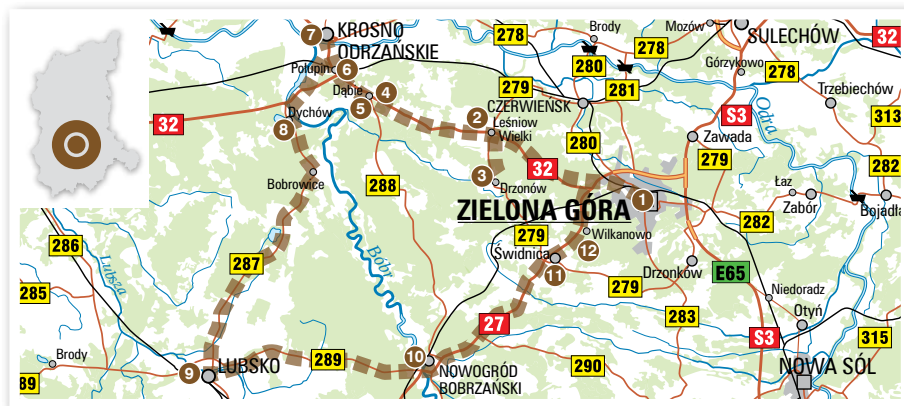 7
KROSNO
ODRZAŃSKIE
278
Brody
Mozów
SULECHÓW
32
280
278
Połupin
6
Górzykowo
278
279
281
Trzebiechów
Dąbie
4
5
CZERWIEŃSK
S3
Odra
313
32
Dychów
8
2
Leśniow
Wielki
280
Zawada
32
279
282
3
Drzonów
Bobrowice
288
1
Łaz
Zabór
Bojadła
ZIELONA GÓRA
282
286
Bóbr
279
Wilkanowo
12
Lubsza
287
Świdnica
11
279
Drzonków
E65
285
Niedoradz
283
Otyń
27
S3
315
Brody
10
289
NOWOGRÓD
BOBRZAŃSKI
290
NOWA SÓL
9
LUBSKO
89